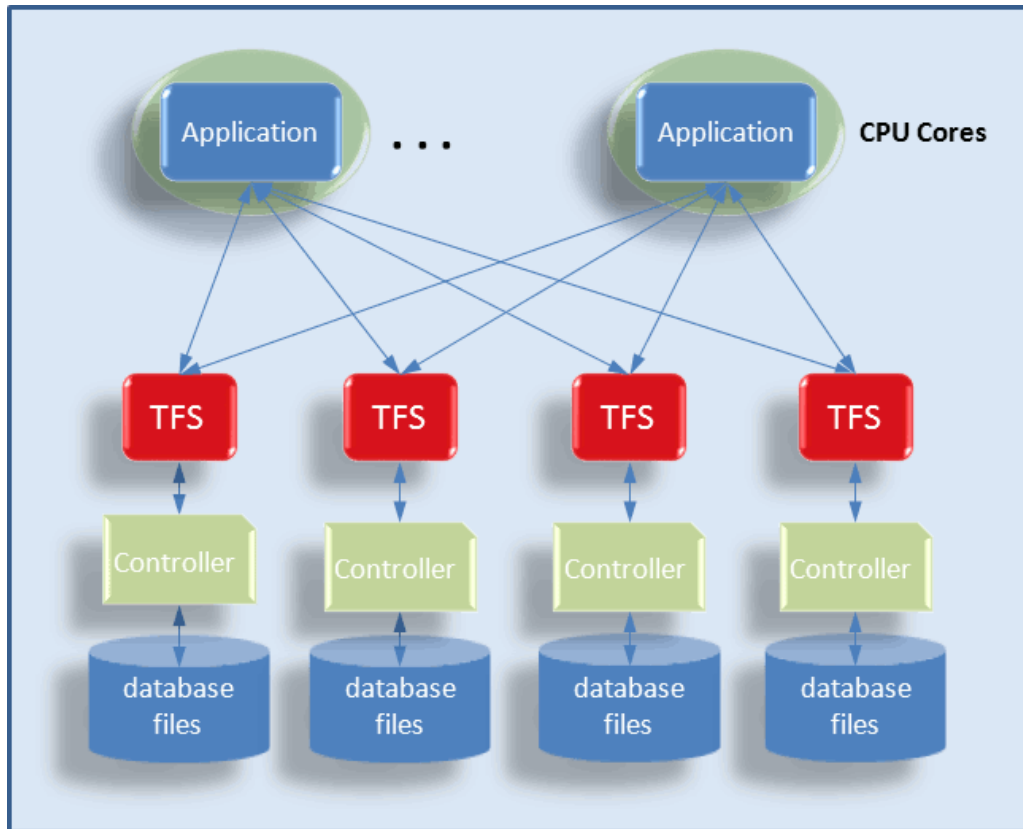 Application
. . .
Application
CPU Cores
TFS
TFS
TFS
TFS
Controller
Controller
Controller
Controller
database
files
database
files
database
files
database
files